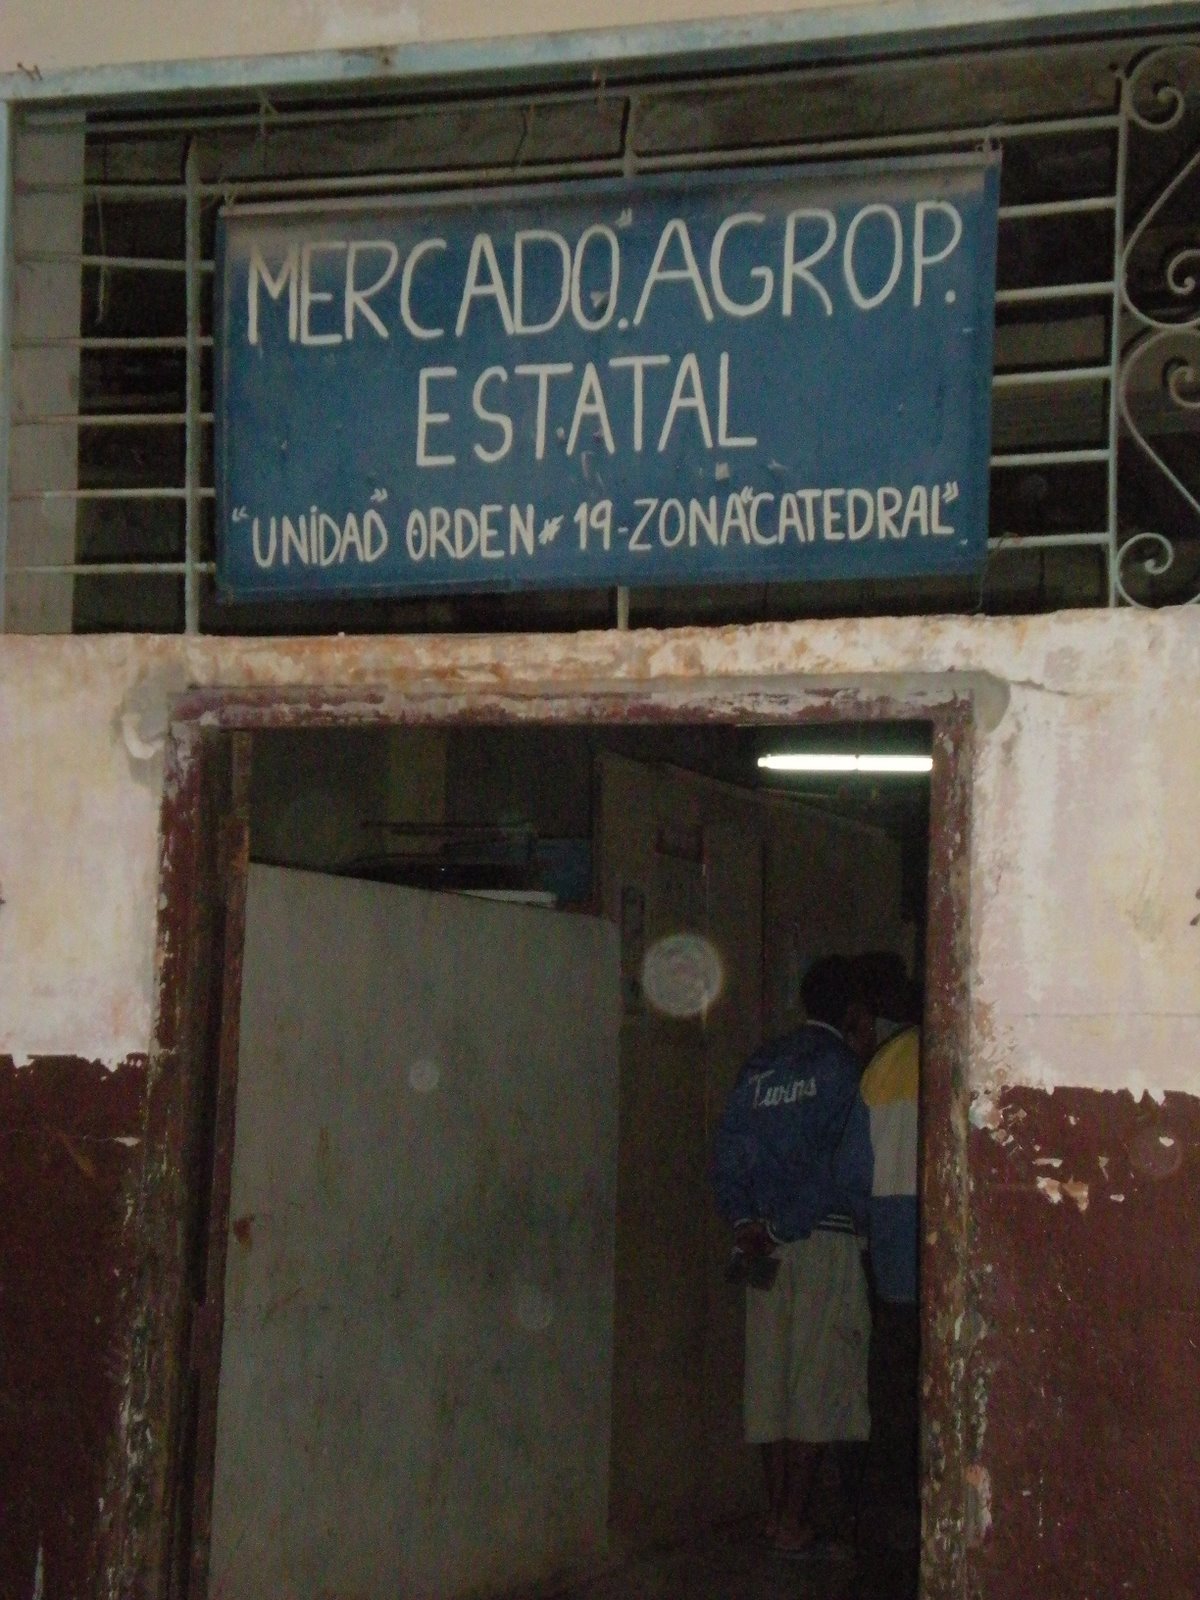 MERCADO." AGROP.
ESTATAL
"UNIDAD" ORDEN # 19-ZONA "CATEDRAL"
Twins